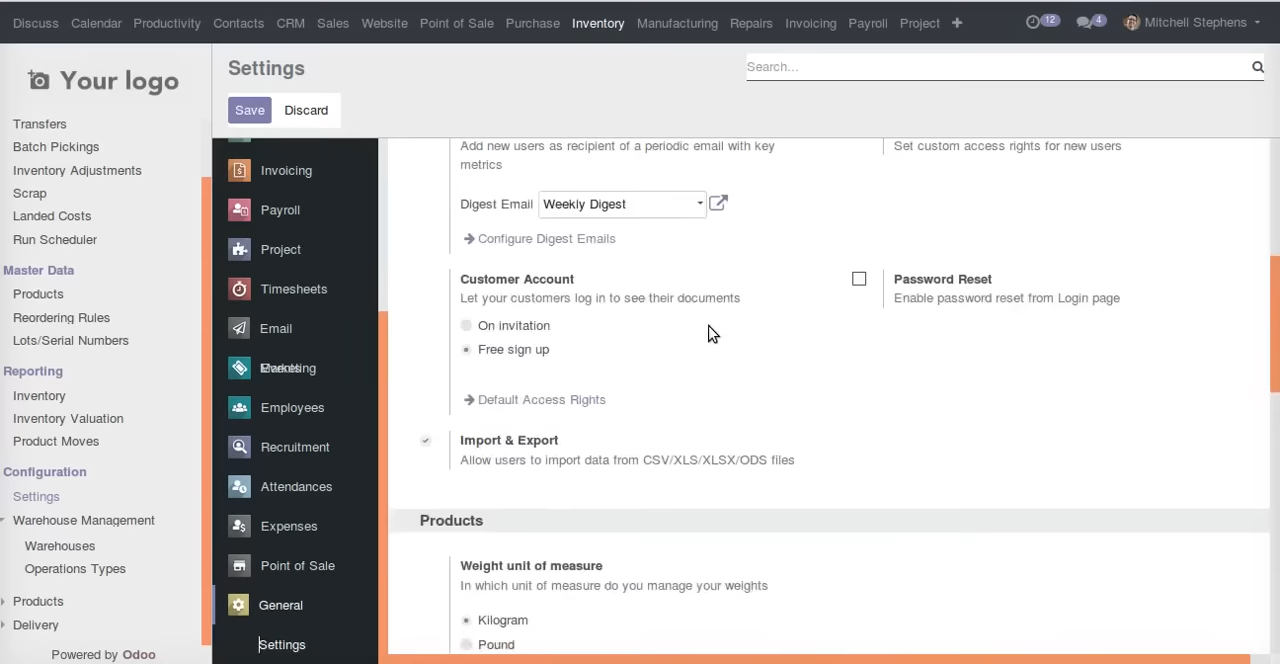 Discuss Calendar Productivity Contacts CRM Sales Website Point of Sale Purchase Inventory Manufacturing Repairs Invoicing Payroll Project + 12 4 Mitchell Stephens
Your logo
Transfers
Batch Pickings
Inventory Adjustments
Scrap
Landed Costs
Run Scheduler
Master Data
Products
Reordering Rules
Lots/Serial Numbers
Reporting
Inventory
Inventory Valuation
Product Moves
Configuration
Settings
Warehouse Management
Warehouses
Operations Types
Products
Delivery
Powered by Odoo
Settings
Search...
Save Discard
Invoicing
Payroll
Project
Timesheets
Email
Employees
Recruitment
Attendances
Expenses
Point of Sale
General
Settings
Add new users as recipient of a periodic email with key
metrics
Digest Email Weekly Digest
Configure Digest Emails
Set custom access rights for new users
Customer Account
Let your customers log in to see their documents
On invitation
Free sign up
Default Access Rights
Password Reset
Enable password reset from Login page
Import & Export
Allow users to import data from CSV/XLS/XLSX/ODS files
Products
Weight unit of measure
In which unit of measure do you manage your weights
Kilogram
Pound